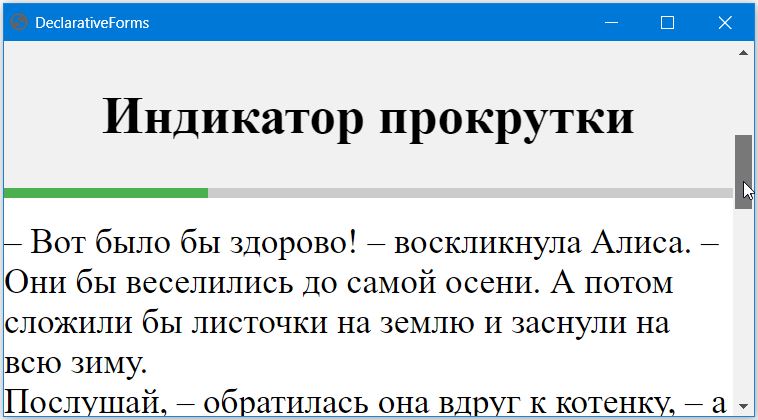 DeclarativeForms
Индикатор прокрутки
– Вот было бы здорово! – воскликнула Алиса. –
Они бы веселились до самой осени. А потом
сложили бы листочки на землю и заснули на
всю зиму.
Послушай, – обратилась она вдруг к котенку, – а